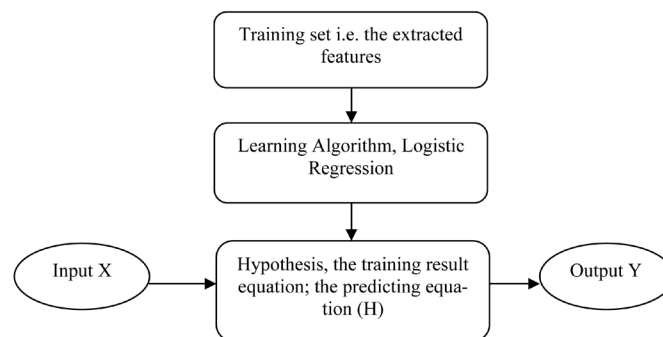 Training set i.e. the extracted
features
Learning Algorithm, Logistic
Regression
Input X
Hypothesis, the training result
equation; the predicting equa-
tion (H)
Output Y